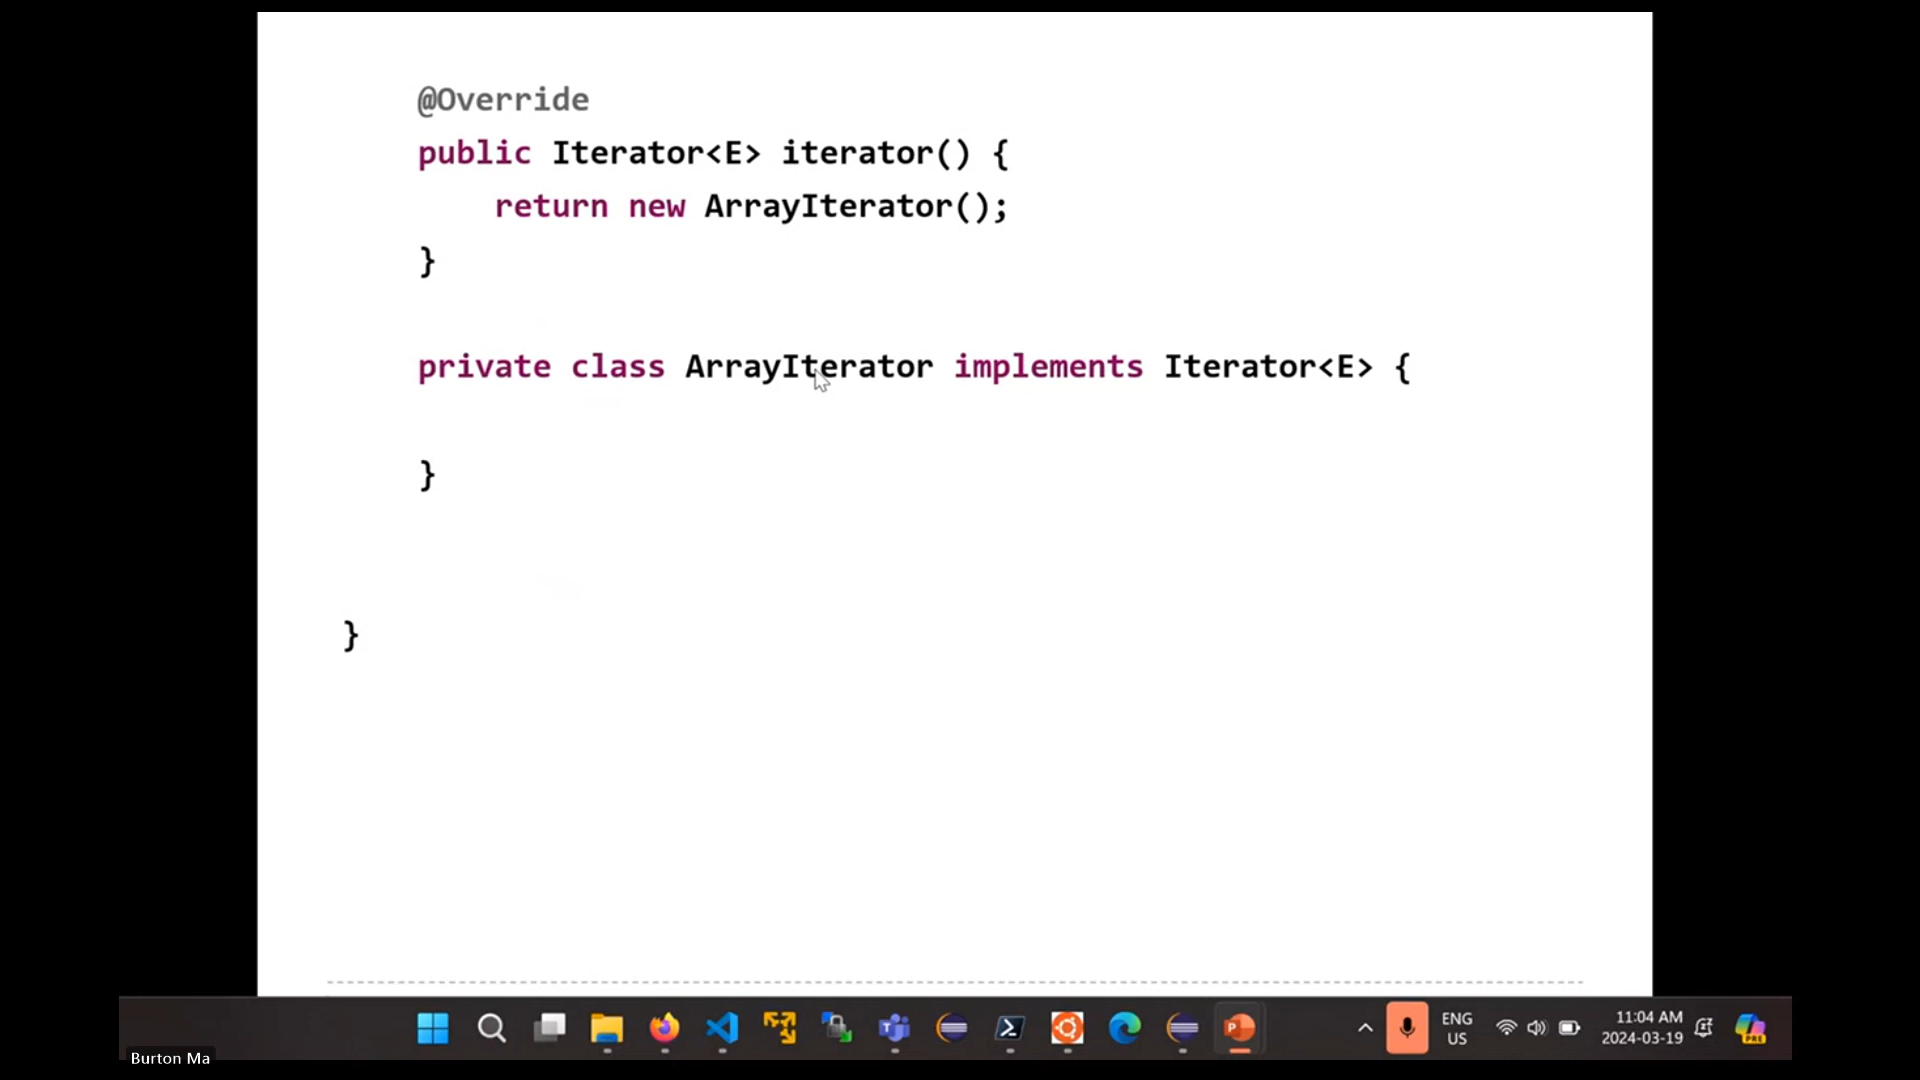 @Override
public Iterator<E> iterator() {
return new ArrayIterator();
}
private class ArrayIterator implements Iterator<E> {
}
}
ENG
US
11:04 AM
2024-03-19
PRE
Burton Ma